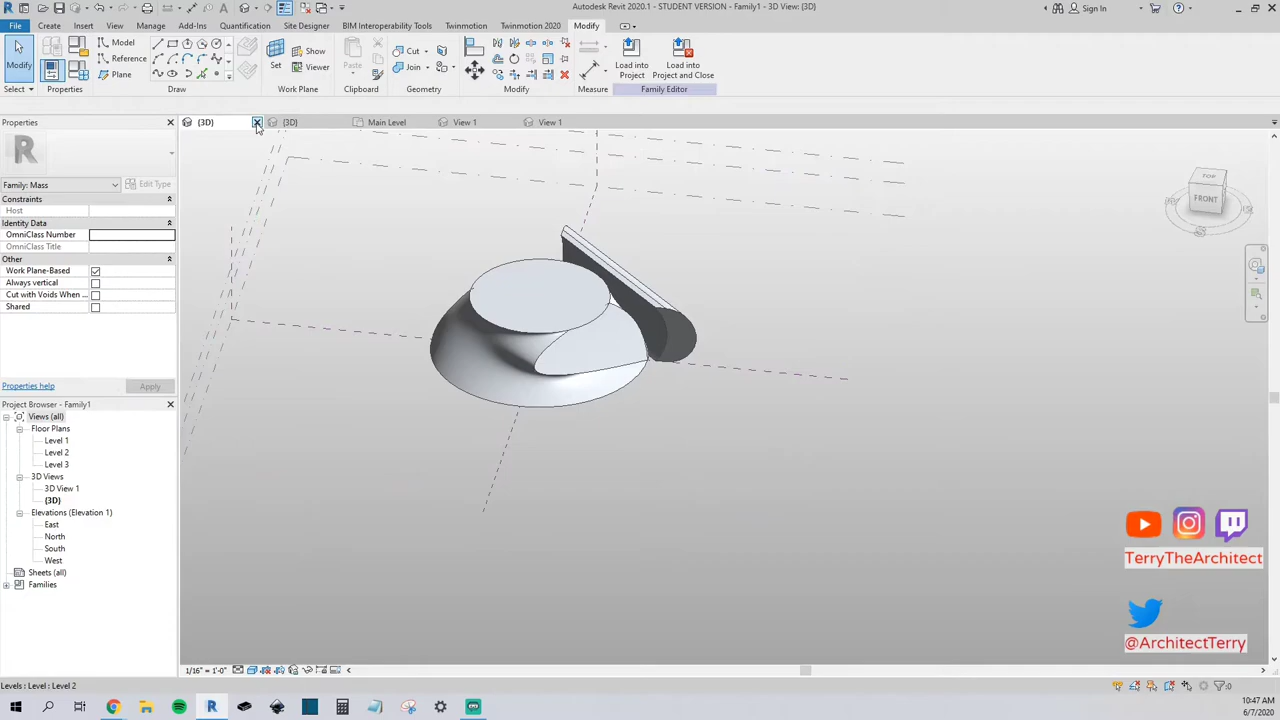 Autodesk Revit 2020.1 - STUDENT VERSION - Family1 - 3D View: {3D}
Sign In
File Create Insert View Manage Add-Ins Quantification Site Designer BIM Interoperability Tools Twinmotion Twinmotion 2020 Modify
Modify Model Reference Plane Set Show Viewer Paste Cut Join Load into Project Load into Project and Close
Select Properties Draw Work Plane Clipboard Geometry Modify Measure Family Editor
Properties
{3D} {3D} Main Level View 1 View 1
Family: Mass Edit Type
Constraints
Host
Identity Data
OmniClass Number
OmniClass Title
Other
Work Plane-Based
Always vertical
Cut with Voids When ...
Shared
TOP
FRONT
Properties help Apply
Project Browser - Family1
Views (all)
Floor Plans
Level 1
Level 2
Level 3
3D Views
3D View 1
{3D}
Elevations (Elevation 1)
East
North
South
West
Sheets (all)
Families
TerryTheArchitect
@ArchitectTerry
1/16" = 1'-0"
Levels : Level : Level 2
:0
10:47 AM
6/7/2020